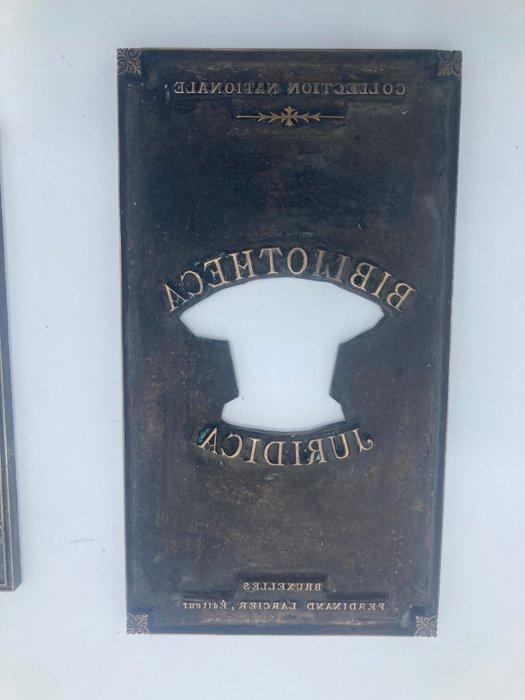 COLLECTION NATIONALE
BIBLIOTHECA
JURIDICA
BRUXELLES
FERDINAND LARCIER, Éditeur